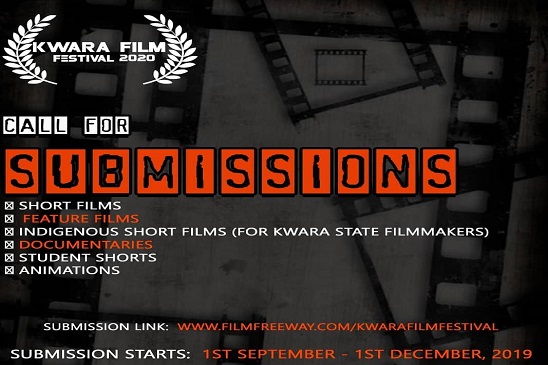 KWARA FILM
FESTIVAL 2020
CALL FOR
SUBMISSIONS
☒ SHORT FILMS
☒ FEATURE FILMS
☒ INDIGENOUS SHORT FILMS (FOR KWARA STATE FILMMAKERS)
☒ DOCUMENTARIES
☒ STUDENT SHORTS
☒ ANIMATIONS
SUBMISSION LINK: WWW.FILMFREEWAY.COM/KWARAFILMFESTIVAL
SUBMISSION STARTS: 1ST SEPTEMBER - 1ST DECEMBER, 2019